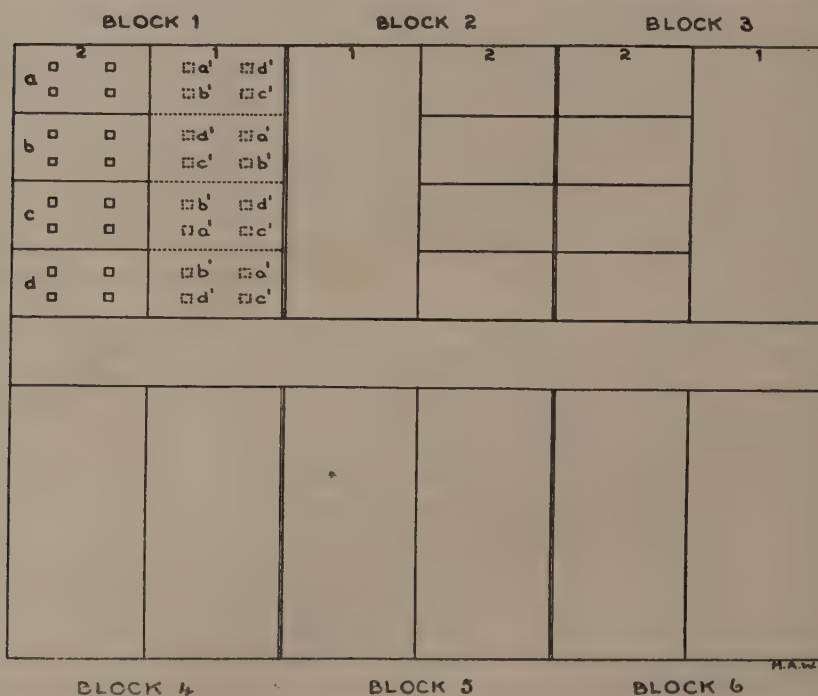 BLOCK 1 BLOCK 2 BLOCK 3
2 1 1 2 2 1
a a' d'
b' c'
b d' a'
c' b'
c b' d'
a' c'
d b' a'
d' c'
M.A.W.
BLOCK 4 BLOCK 5 BLOCK 6